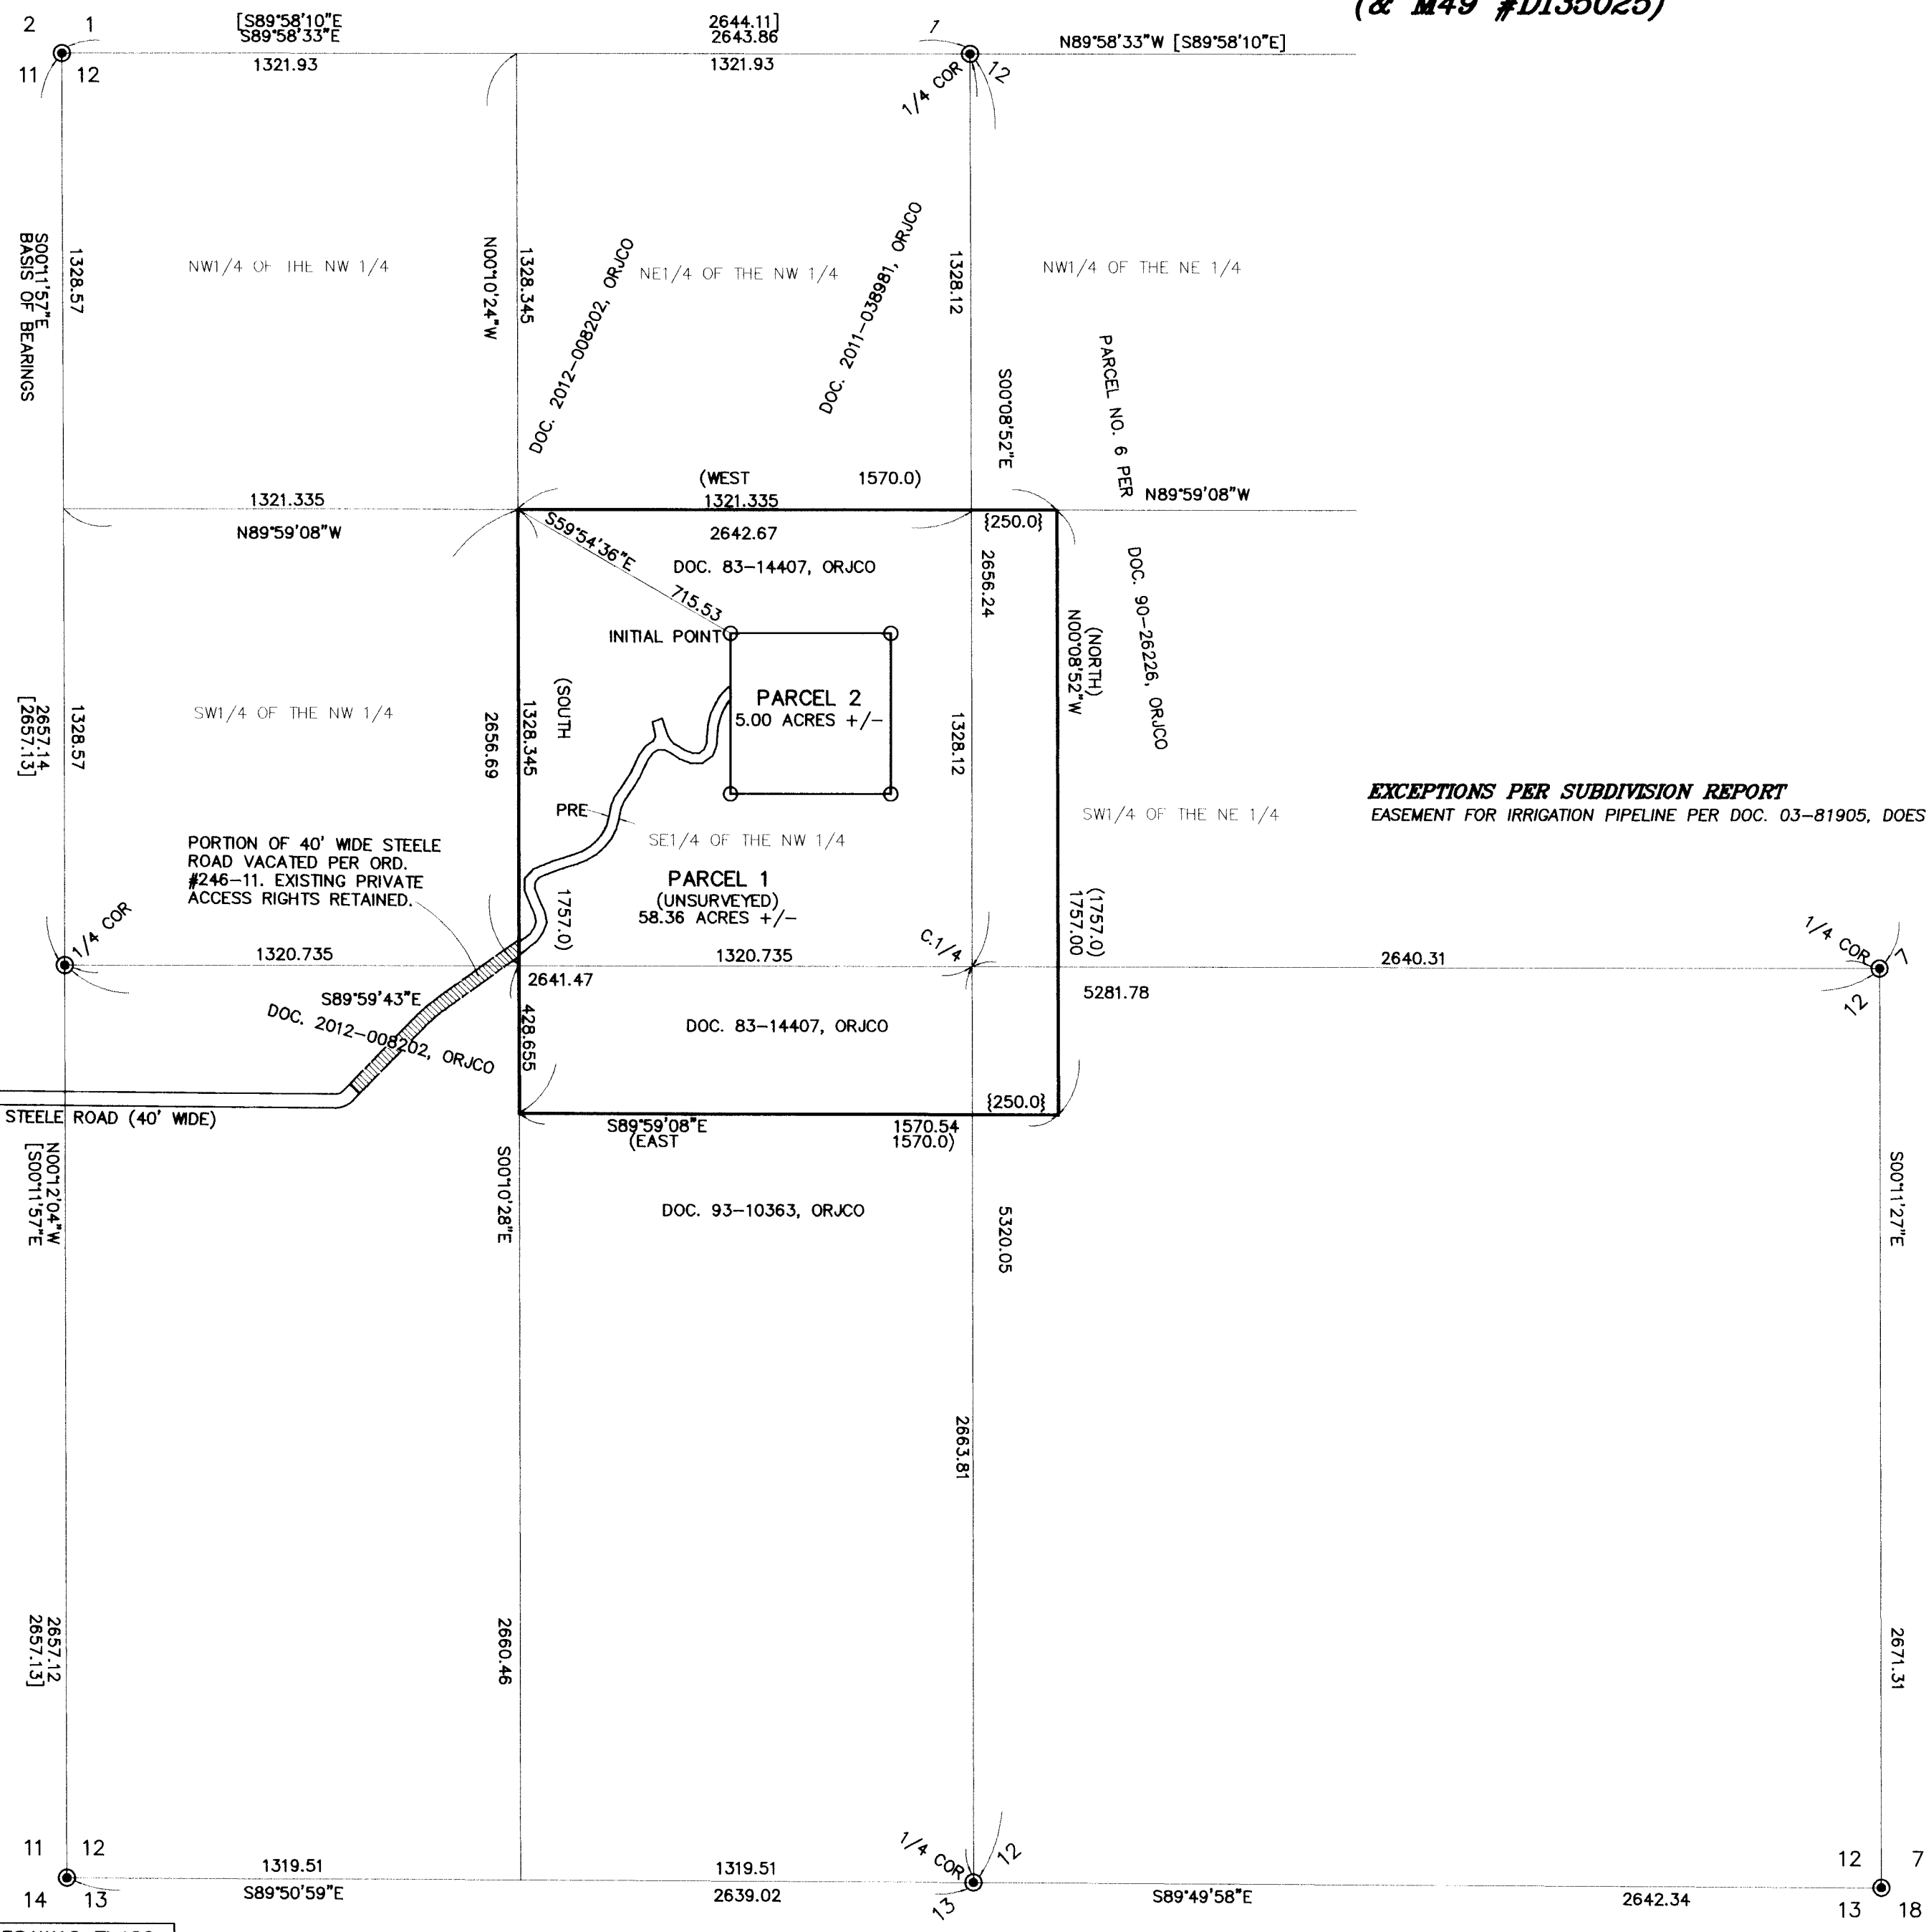 (& M49 #D135025)
2 1
[S89°58'10"E 2644.11]
S89°58'33"E 2643.86
1
N89°58'33"W [S89°58'10"E]
11 12
1321.93
1321.93
1/4 COR
12
S00°11'57"E
BASIS OF BEARINGS
1328.57
NW1/4 OF THE NW 1/4
N00°10'24"W
1328.345
DOC. 2012-008202, ORJCO
NE1/4 OF THE NW 1/4
DOC. 2011-038981, ORJCO
1328.12
S00°08'52"E
NW1/4 OF THE NE 1/4
PARCEL NO. 6 PER
DOC. 90-26226, ORJCO
(WEST 1570.0)
1321.335
1321.335
N89°59'08"W
N89°59'08"W
2642.67
{250.0}
S59°54'36"E
715.53
DOC. 83-14407, ORJCO
2656.24
INITIAL POINT
(NORTH)
N00°08'52"W
PARCEL 2
5.00 ACRES +/-
2657.14
[2657.13]
1328.57
SW1/4 OF THE NW 1/4
2656.69
1328.345
(SOUTH
1757.0)
1328.12
PRE
SE1/4 OF THE NW 1/4
SW1/4 OF THE NE 1/4
EXCEPTIONS PER SUBDIVISION REPORT
EASEMENT FOR IRRIGATION PIPELINE PER DOC. 03-81905, DOES
PORTION OF 40' WIDE STEELE
ROAD VACATED PER ORD.
#246-11. EXISTING PRIVATE
ACCESS RIGHTS RETAINED.
PARCEL 1
(UNSURVEYED)
58.36 ACRES +/-
(1757.0)
1757.00
1/4 COR
1320.735
1320.735
C.1/4
2640.31
1/4 COR
7
12
S89°59'43"E
2641.47
5281.78
DOC. 2012-008202, ORJCO
428.655
DOC. 83-14407, ORJCO
{250.0}
STEELE ROAD (40' WIDE)
S89°59'08"E 1570.54
(EAST 1570.0)
N00°12'04"W
[S00°11'57"E
S00°10'28"E
DOC. 93-10363, ORJCO
5320.05
S00°11'27"E
2663.81
2657.12
2657.13]
2660.46
2671.31
11 12
1319.51
1319.51
1/4 COR
12
12 7
14 13
S89°50'59"E
2639.02
13
S89°49'58"E
2642.34
13 18